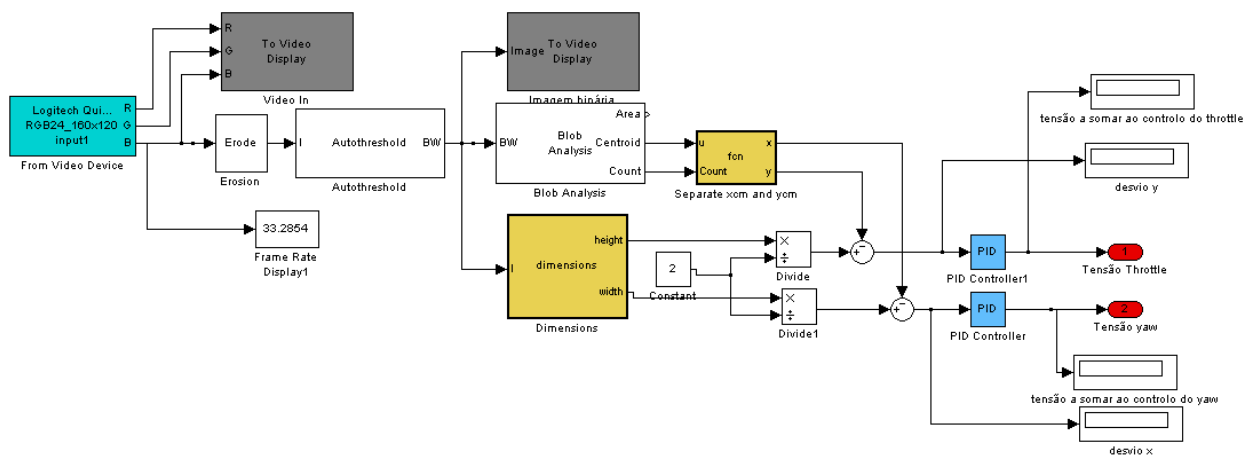 Logitech Qui...
RGB24_160x120
input1
R
G
B
From Video Device
R
G
B
To Video
Display
Video In
Erode
Erosion
I
Autothreshold
BW
Autothreshold
33.2854
Frame Rate
Display1
Image
To Video
Display
Imagem binária
BW
Blob
Analysis
Area
Centroid
Count
Blob Analysis
u
Count
fcn
x
y
Separate xcm and ycm
I
dimensions
height
width
Dimensions
2
Constant
×
÷
Divide
×
÷
Divide1
+
−
+
−
PID
PID Controller1
PID
PID Controller
1
Tensão Throttle
2
Tensão yaw
tensão a somar ao controlo do throttle
desvio y
tensão a somar ao controlo do yaw
desvio x